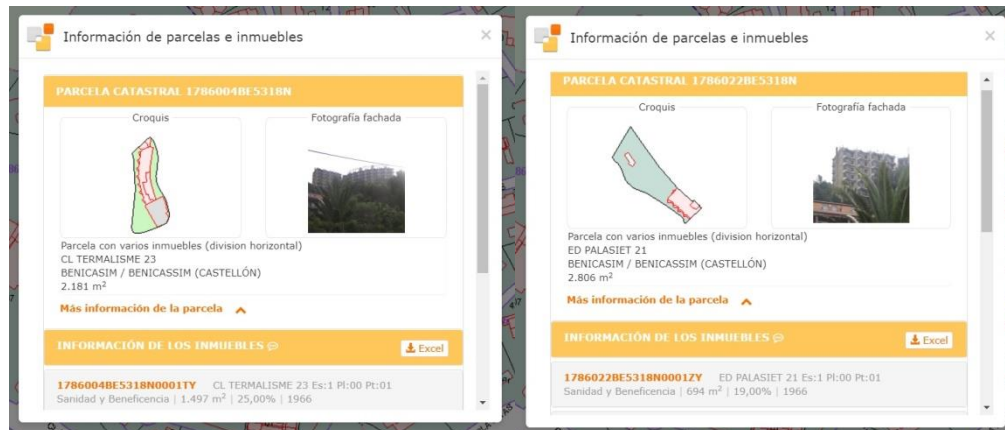 Información de parcelas e inmuebles
PARCELA CATASTRAL 1786004BE5318N
Croquis
Fotografía fachada
Parcela con varios inmuebles (division horizontal)
CL TERMALISME 23
BENICASIM / BENICASSIM (CASTELLÓN)
2.181 m²
Más información de la parcela
INFORMACIÓN DE LOS INMUEBLES
Excel
1786004BE5318N0001TY CL TERMALISME 23 Es:1 Pl:00 Pt:01
Sanidad y Beneficencia | 1.497 m² | 25,00% | 1966
Información de parcelas e inmuebles
PARCELA CATASTRAL 1786022BE5318N
Croquis
Fotografía fachada
Parcela con varios inmuebles (division horizontal)
ED PALASIET 21
BENICASIM / BENICASSIM (CASTELLÓN)
2.806 m²
Más información de la parcela
INFORMACIÓN DE LOS INMUEBLES
Excel
1786022BE5318N0001ZY ED PALASIET 21 Es:1 Pl:00 Pt:01
Sanidad y Beneficencia | 694 m² | 19,00% | 1966